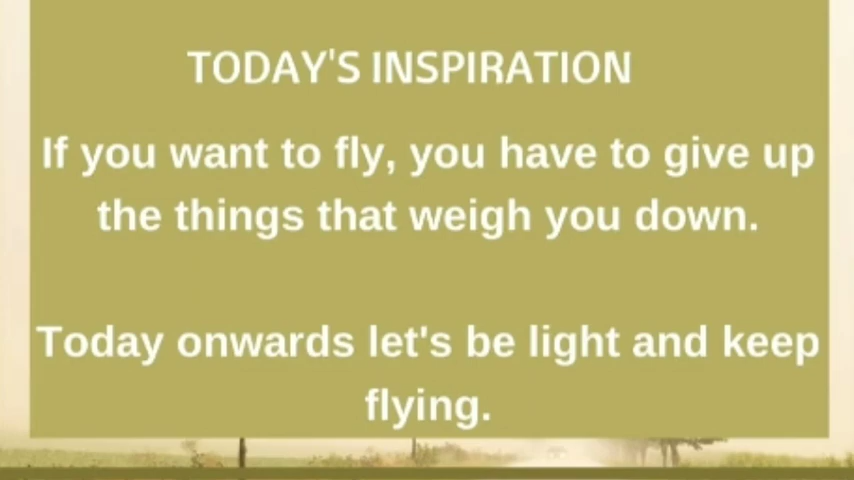 TODAY'S INSPIRATION
If you want to fly, you have to give up
the things that weigh you down.
Today onwards let's be light and keep
flying.